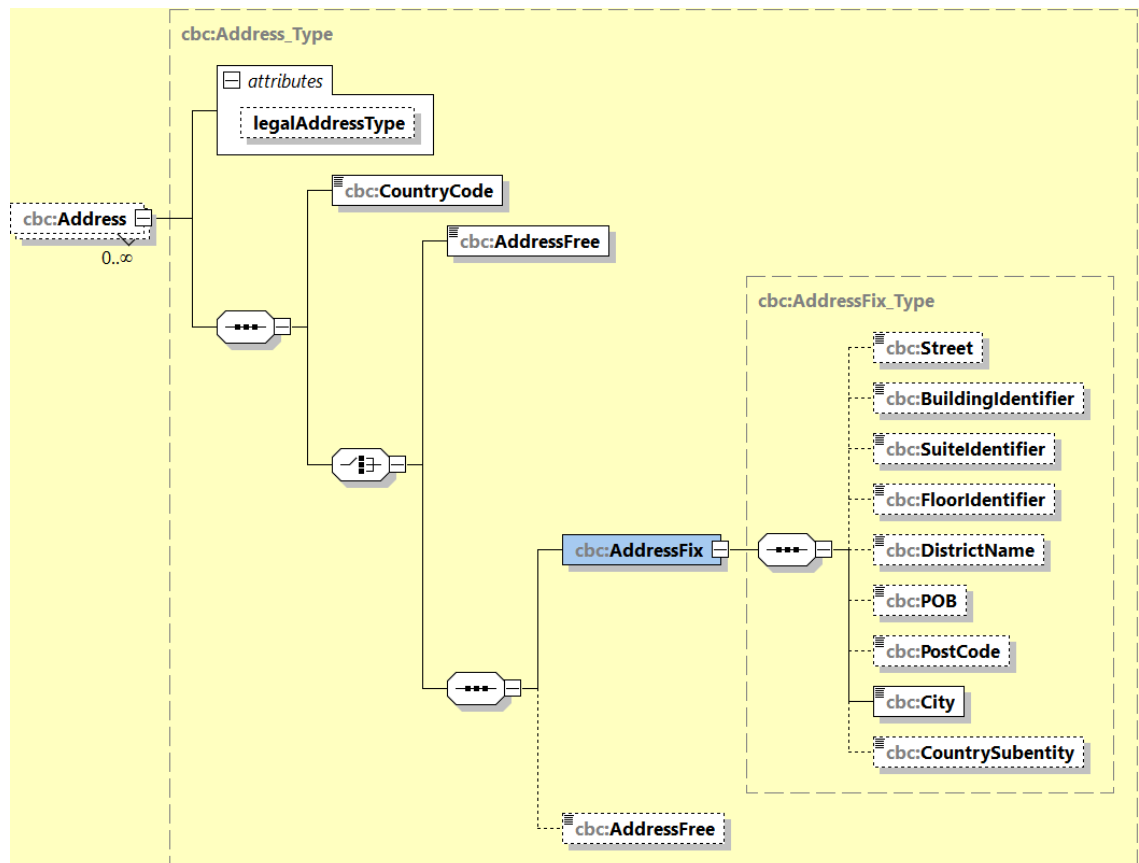 cbc:Address_Type
attributes
legalAddressType
cbc:CountryCode
cbc:Address
0..∞
cbc:AddressFree
cbc:AddressFix_Type
cbc:Street
cbc:BuildingIdentifier
cbc:SuiteIdentifier
cbc:FloorIdentifier
cbc:AddressFix
cbc:DistrictName
cbc:POB
cbc:PostCode
cbc:City
cbc:CountrySubentity
cbc:AddressFree